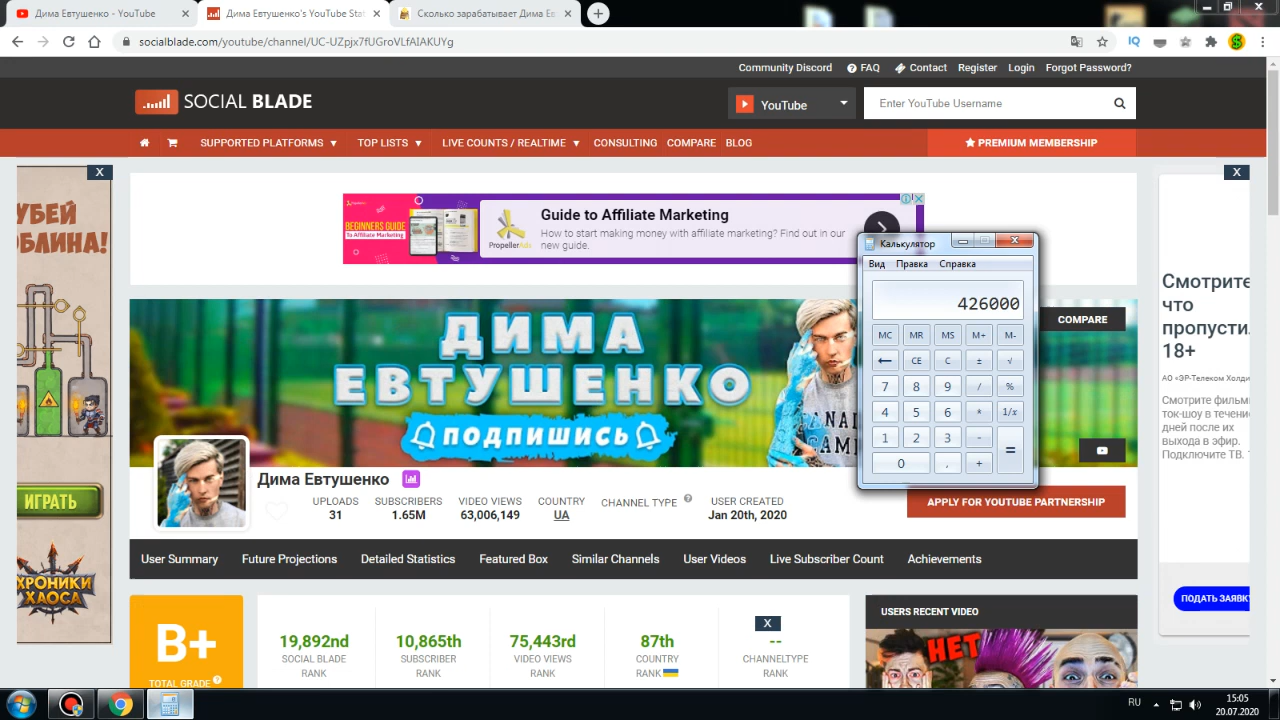 Дима Евтушенко - YouTube
Дима Евтушенко's YouTube Stat
Сколько зарабатывает Дима Ев
socialblade.com/youtube/channel/UC-UZpjx7fUGroVLfAIAKUYg
Community Discord FAQ Contact Register Login Forgot Password?
SOCIAL BLADE
YouTube
Enter YouTube Username
SUPPORTED PLATFORMS TOP LISTS LIVE COUNTS / REALTIME CONSULTING COMPARE BLOG
PREMIUM MEMBERSHIP
X
X
УБЕЙ
ОБЛИНА!
ИГРАТЬ
ХРОНИКИ
ХАОСА
BEGINNERS GUIDE
To Affiliate Marketing
PropellerAds
Guide to Affiliate Marketing
How to start making money with affiliate marketing? Find out in our
new guide.
Калькулятор
Вид Правка Справка
426000
MC MR MS M+ M-
← CE C ± √
7 8 9 / %
4 5 6 * 1/x
1 2 3 - =
0 , +
Смотрите
что
пропусти
18+
АО «ЭР-Телеком Холди
Смотрите фильмы
ток-шоу в течение
дней после их
выхода в эфир.
Подключите ТВ.
ПОДАТЬ ЗАЯВК
COMPARE
ДИМА
ЕВТУШЕНКО
ПОДПИШИСЬ
Дима Евтушенко
UPLOADS SUBSCRIBERS VIDEO VIEWS COUNTRY CHANNEL TYPE USER CREATED
31 1.65M 63,006,149 UA Jan 20th, 2020
APPLY FOR YOUTUBE PARTNERSHIP
User Summary Future Projections Detailed Statistics Featured Box Similar Channels User Videos Live Subscriber Count Achievements
B+
TOTAL GRADE
19,892nd
SOCIAL BLADE
RANK
10,865th
SUBSCRIBER
RANK
75,443rd
VIDEO VIEWS
RANK
87th
COUNTRY
RANK
X
--
CHANNELTYPE
RANK
USERS RECENT VIDEO
НЕТ
RU
15:05
20.07.2020